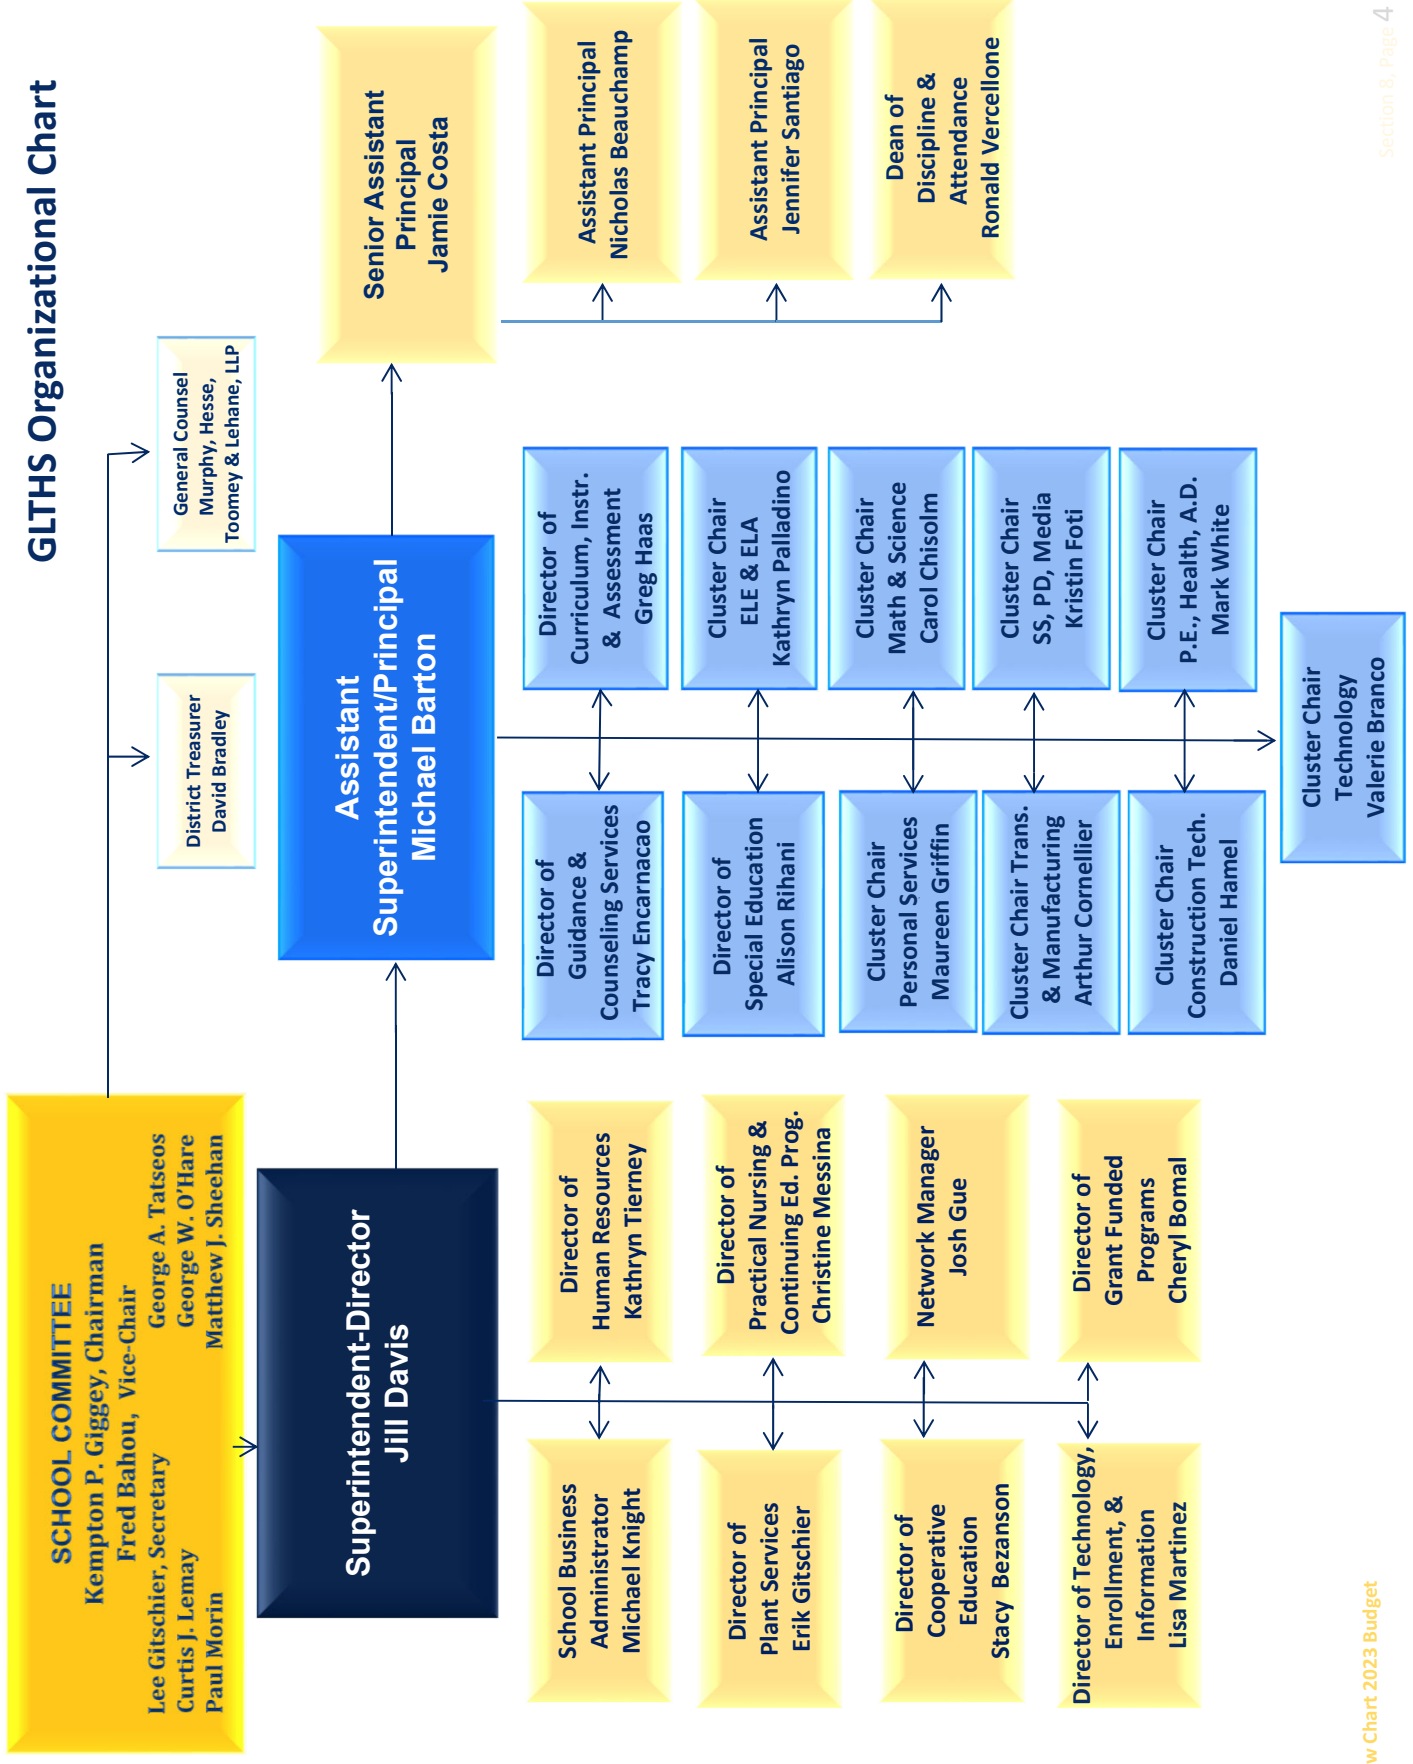 GLTHS Organizational Chart
SCHOOL COMMITTEE
Kempton P. Giggey, Chairman
Fred Bahou, Vice-Chair
Lee Gitschier, Secretary
George A. Tatseos
Curtis J. Lemay
George W. O'Hare
Paul Morin
Matthew J. Sheehan
District Treasurer
David Bradley
General Counsel
Murphy, Hesse,
Toomey & Lehane, LLP
Superintendent-Director
Jill Davis
Assistant
Superintendent/Principal
Michael Barton
Senior Assistant
Principal
Jamie Costa
School Business
Administrator
Michael Knight
Director of
Human Resources
Kathryn Tierney
Director of
Plant Services
Erik Gitschier
Director of
Practical Nursing &
Continuing Ed. Prog.
Christine Messina
Director of
Cooperative
Education
Stacy Bezanson
Network Manager
Josh Gue
Director of Technology,
Enrollment, &
Information
Lisa Martinez
Director of
Grant Funded
Programs
Cheryl Bomal
Director of
Guidance &
Counseling Services
Tracy Encarnacao
Director of
Curriculum, Instr.
& Assessment
Greg Haas
Director of
Special Education
Alison Rihani
Cluster Chair
ELE & ELA
Kathryn Palladino
Cluster Chair
Personal Services
Maureen Griffin
Cluster Chair
Math & Science
Carol Chisolm
Cluster Chair Trans.
& Manufacturing
Arthur Cornellier
Cluster Chair
SS, PD, Media
Kristin Foti
Cluster Chair
Construction Tech.
Daniel Hamel
Cluster Chair
P.E., Health, A.D.
Mark White
Cluster Chair
Technology
Valerie Branco
Assistant Principal
Nicholas Beauchamp
Assistant Principal
Jennifer Santiago
Dean of
Discipline &
Attendance
Ronald Vercellone
w Chart 2023 Budget
Section 8, Page 4